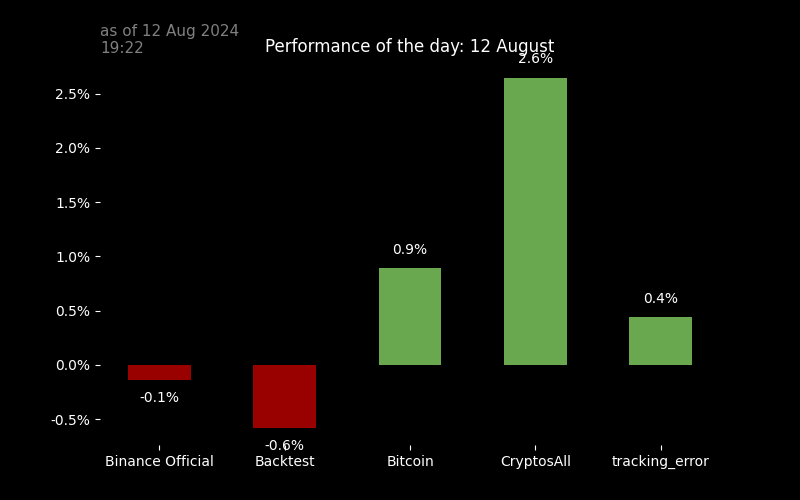 as of 12 Aug 2024
19:22
Performance of the day: 12 August
2.6%
2.5%
2.0%
1.5%
1.0%
0.5%
0.0%
-0.5%
0.9%
0.4%
-0.1%
-0.6%
Binance Official
Backtest
Bitcoin
CryptosAll
tracking_error